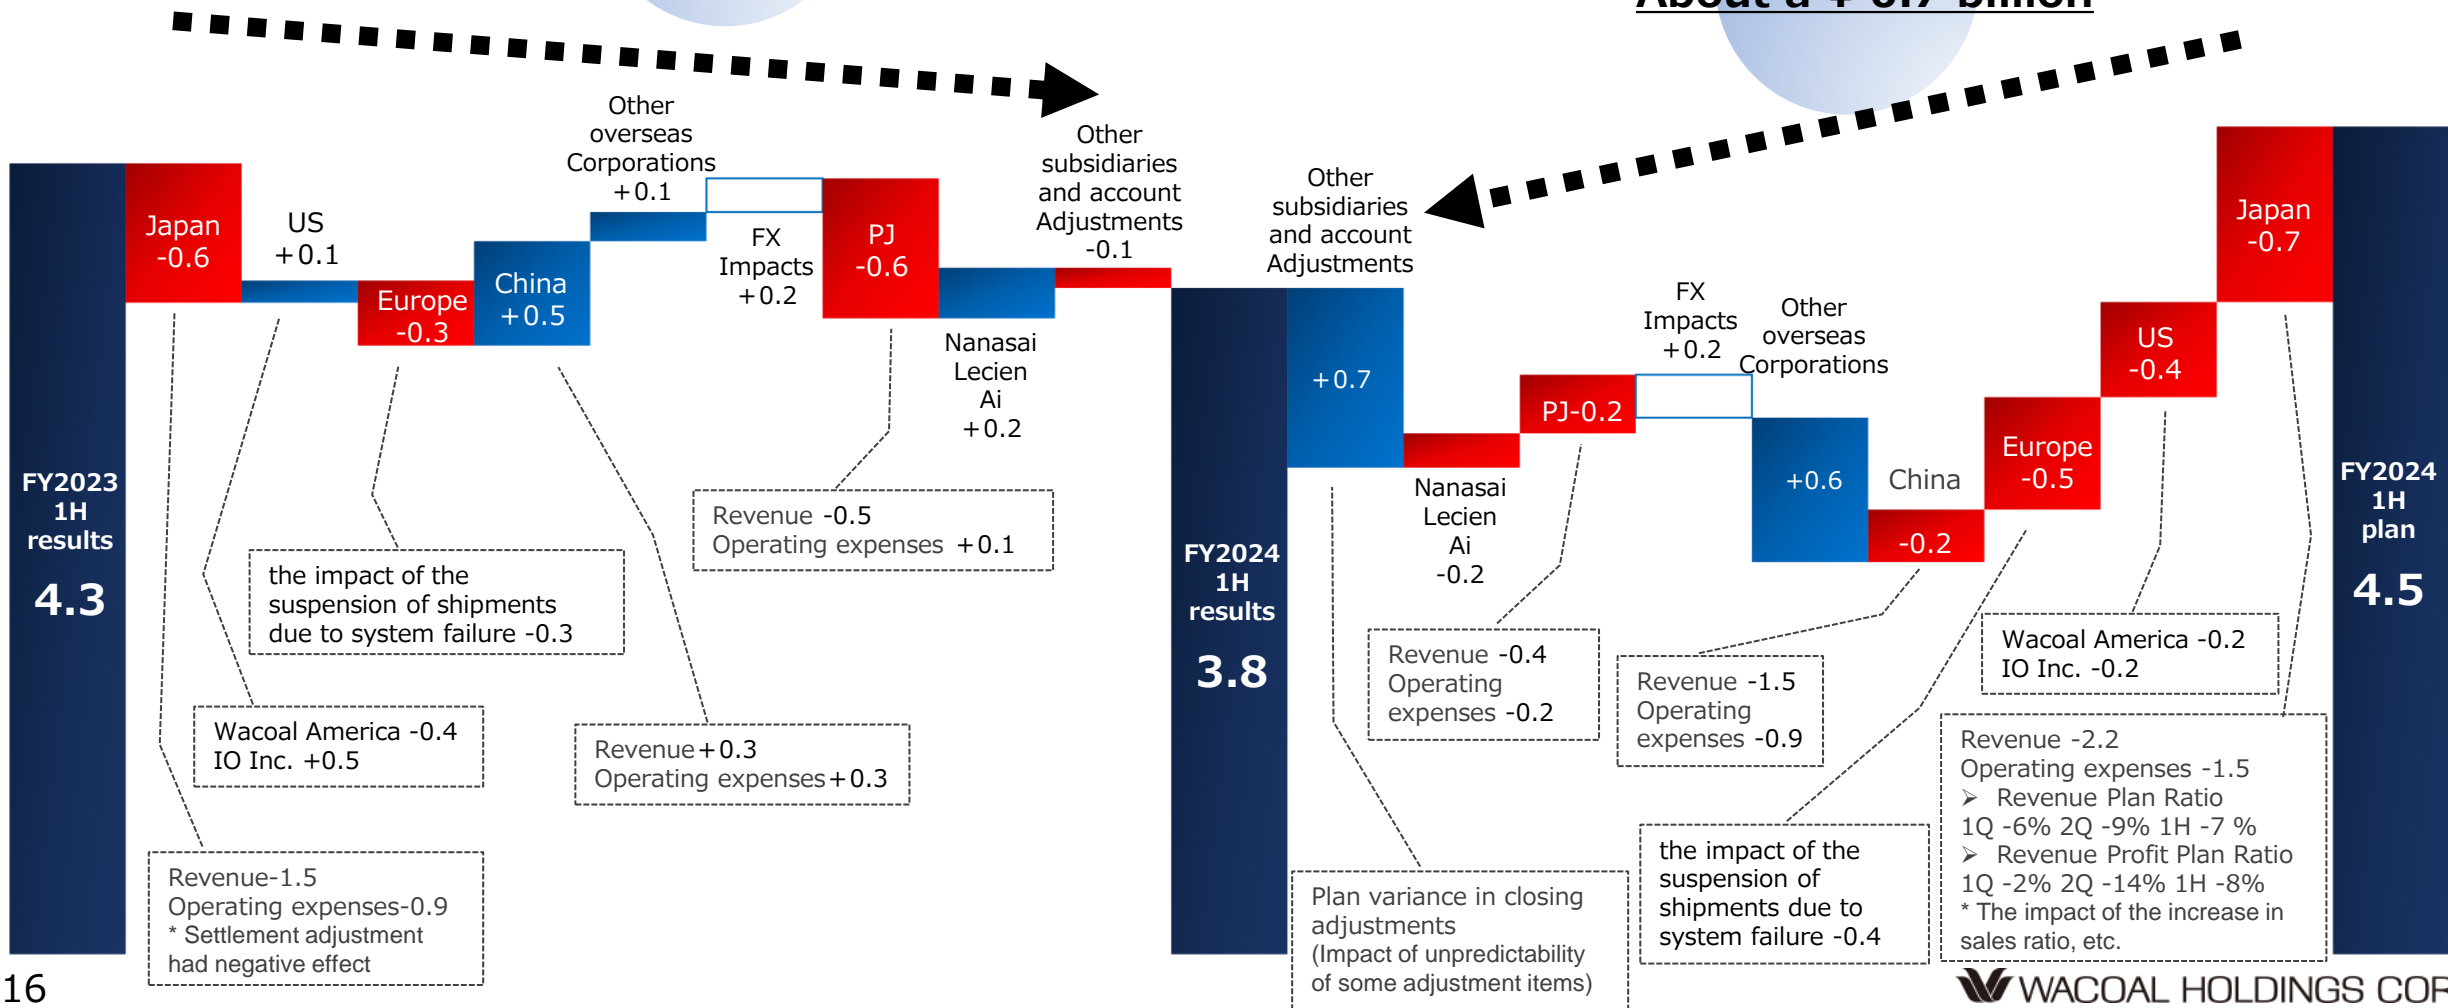 About a ¥ 0.7 billion
Other
overseas
Corporations
+0.1
Other
subsidiaries
and account
Adjustments
-0.1
Other
subsidiaries
and account
Adjustments
Japan
-0.6
US
+0.1
Europe
-0.3
China
+0.5
FX
Impacts
+0.2
PJ
-0.6
Nanasai
Lecien
Ai
+0.2
FY2023
1H
results
4.3
Revenue -0.5
Operating expenses +0.1
the impact of the
suspension of shipments
due to system failure -0.3
Wacoal America -0.4
IO Inc. +0.5
Revenue+0.3
Operating expenses+0.3
Revenue-1.5
Operating expenses-0.9
* Settlement adjustment
had negative effect
FY2024
1H
results
3.8
+0.7
Nanasai
Lecien
Ai
-0.2
PJ-0.2
FX
Impacts
+0.2
Other
overseas
Corporations
+0.6
China
-0.2
Europe
-0.5
US
-0.4
Japan
-0.7
FY2024
1H
plan
4.5
Revenue -0.4
Operating
expenses -0.2
Revenue -1.5
Operating
expenses -0.9
Wacoal America -0.2
IO Inc. -0.2
Revenue -2.2
Operating expenses -1.5
➢ Revenue Plan Ratio
1Q -6% 2Q -9% 1H -7 %
➢ Revenue Profit Plan Ratio
1Q -2% 2Q -14% 1H -8%
* The impact of the increase in
sales ratio, etc.
the impact of the
suspension of
shipments due to
system failure -0.4
Plan variance in closing
adjustments
(Impact of unpredictability
of some adjustment items)
16
WACOAL HOLDINGS COR